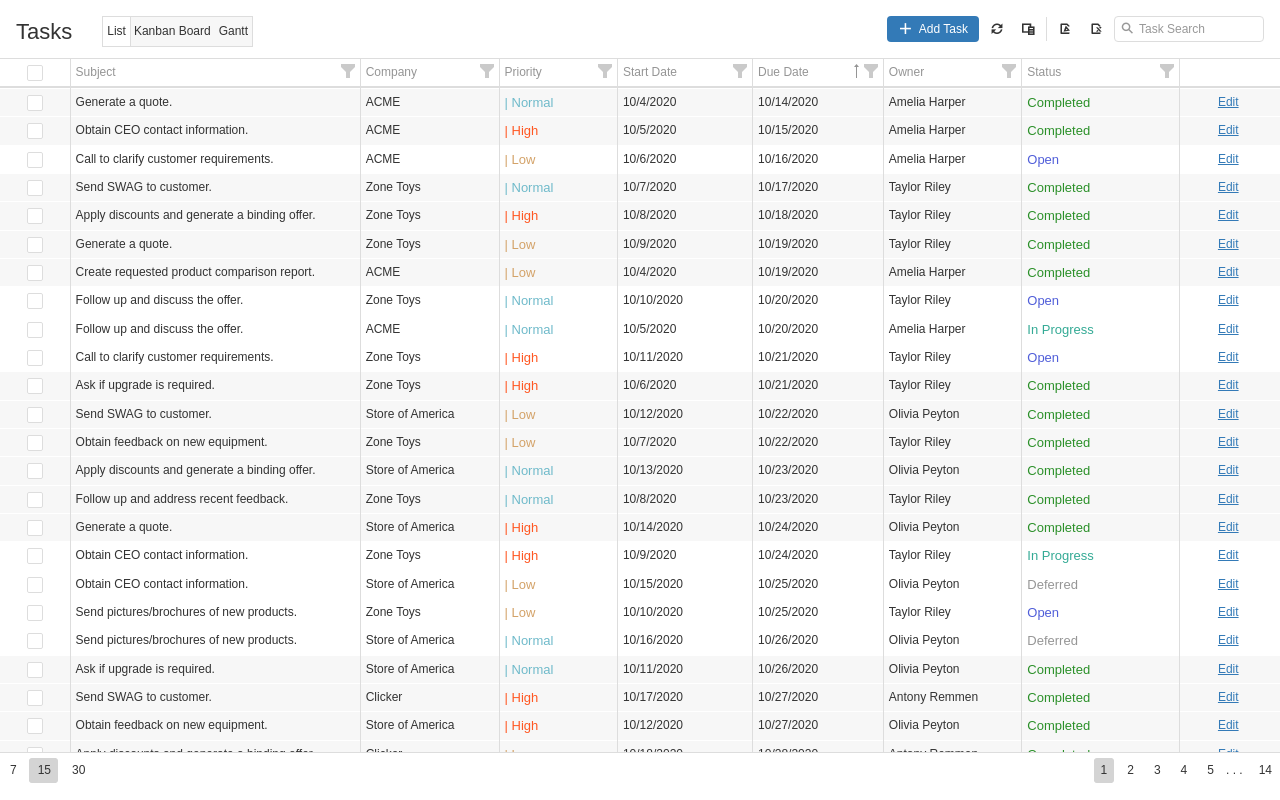 Tasks List Kanban Board Gantt Add Task Task Search
Subject Company Priority Start Date Due Date Owner Status
Generate a quote. ACME | Normal 10/4/2020 10/14/2020 Amelia Harper Completed Edit
Obtain CEO contact information. ACME | High 10/5/2020 10/15/2020 Amelia Harper Completed Edit
Call to clarify customer requirements. ACME | Low 10/6/2020 10/16/2020 Amelia Harper Open Edit
Send SWAG to customer. Zone Toys | Normal 10/7/2020 10/17/2020 Taylor Riley Completed Edit
Apply discounts and generate a binding offer. Zone Toys | High 10/8/2020 10/18/2020 Taylor Riley Completed Edit
Generate a quote. Zone Toys | Low 10/9/2020 10/19/2020 Taylor Riley Completed Edit
Create requested product comparison report. ACME | Low 10/4/2020 10/19/2020 Amelia Harper Completed Edit
Follow up and discuss the offer. Zone Toys | Normal 10/10/2020 10/20/2020 Taylor Riley Open Edit
Follow up and discuss the offer. ACME | Normal 10/5/2020 10/20/2020 Amelia Harper In Progress Edit
Call to clarify customer requirements. Zone Toys | High 10/11/2020 10/21/2020 Taylor Riley Open Edit
Ask if upgrade is required. Zone Toys | High 10/6/2020 10/21/2020 Taylor Riley Completed Edit
Send SWAG to customer. Store of America | Low 10/12/2020 10/22/2020 Olivia Peyton Completed Edit
Obtain feedback on new equipment. Zone Toys | Low 10/7/2020 10/22/2020 Taylor Riley Completed Edit
Apply discounts and generate a binding offer. Store of America | Normal 10/13/2020 10/23/2020 Olivia Peyton Completed Edit
Follow up and address recent feedback. Zone Toys | Normal 10/8/2020 10/23/2020 Taylor Riley Completed Edit
Generate a quote. Store of America | High 10/14/2020 10/24/2020 Olivia Peyton Completed Edit
Obtain CEO contact information. Zone Toys | High 10/9/2020 10/24/2020 Taylor Riley In Progress Edit
Obtain CEO contact information. Store of America | Low 10/15/2020 10/25/2020 Olivia Peyton Deferred Edit
Send pictures/brochures of new products. Zone Toys | Low 10/10/2020 10/25/2020 Taylor Riley Open Edit
Send pictures/brochures of new products. Store of America | Normal 10/16/2020 10/26/2020 Olivia Peyton Deferred Edit
Ask if upgrade is required. Store of America | Normal 10/11/2020 10/26/2020 Olivia Peyton Completed Edit
Send SWAG to customer. Clicker | High 10/17/2020 10/27/2020 Antony Remmen Completed Edit
Obtain feedback on new equipment. Store of America | High 10/12/2020 10/27/2020 Olivia Peyton Completed Edit
Apply discounts and generate a binding offer. Clicker | Low 10/18/2020 10/28/2020 Antony Remmen Completed Edit
7 15 30 1 2 3 4 5 . . . 14